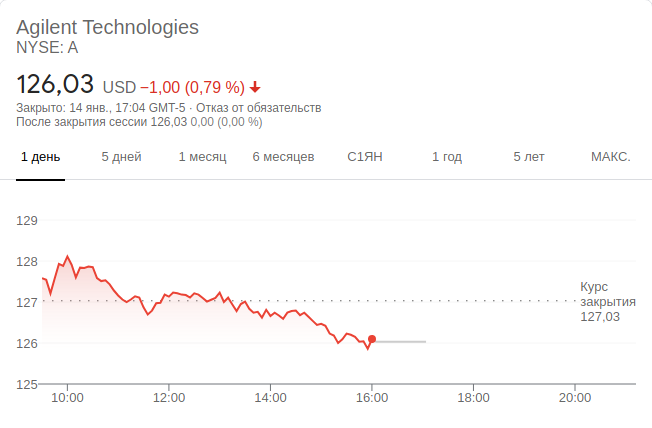 Agilent Technologies
NYSE: A
126,03 USD −1,00 (0,79 %)
Закрыто: 14 янв., 17:04 GMT-5 · Отказ от обязательств
После закрытия сессии 126,03 0,00 (0,00 %)
1 день 5 дней 1 месяц 6 месяцев С1ЯН 1 год 5 лет МАКС.
129
128
127
126
125
Курс
закрытия
127,03
10:00 12:00 14:00 16:00 18:00 20:00